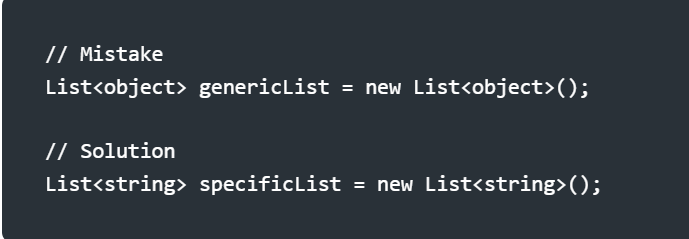 // Mistake
List<object> genericList = new List<object>();
// Solution
List<string> specificList = new List<string>();